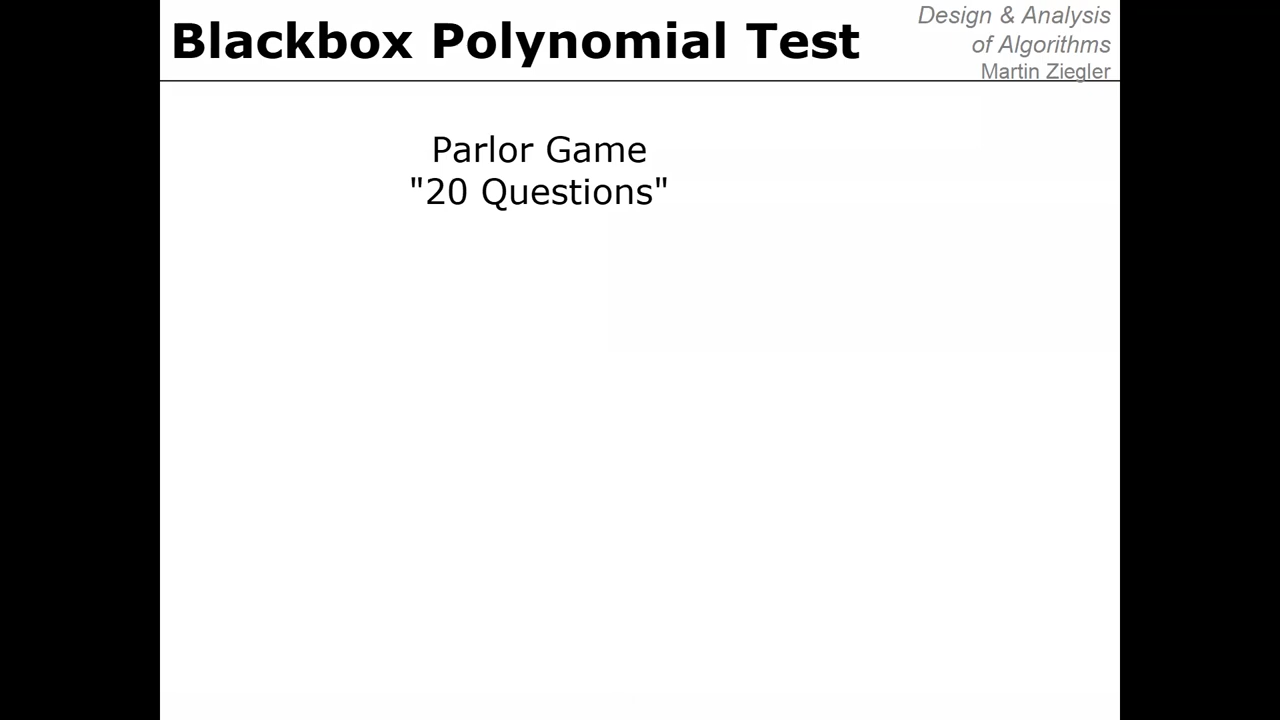 Blackbox Polynomial Test
Design & Analysis
of Algorithms
Martin Ziegler
Parlor Game
"20 Questions"